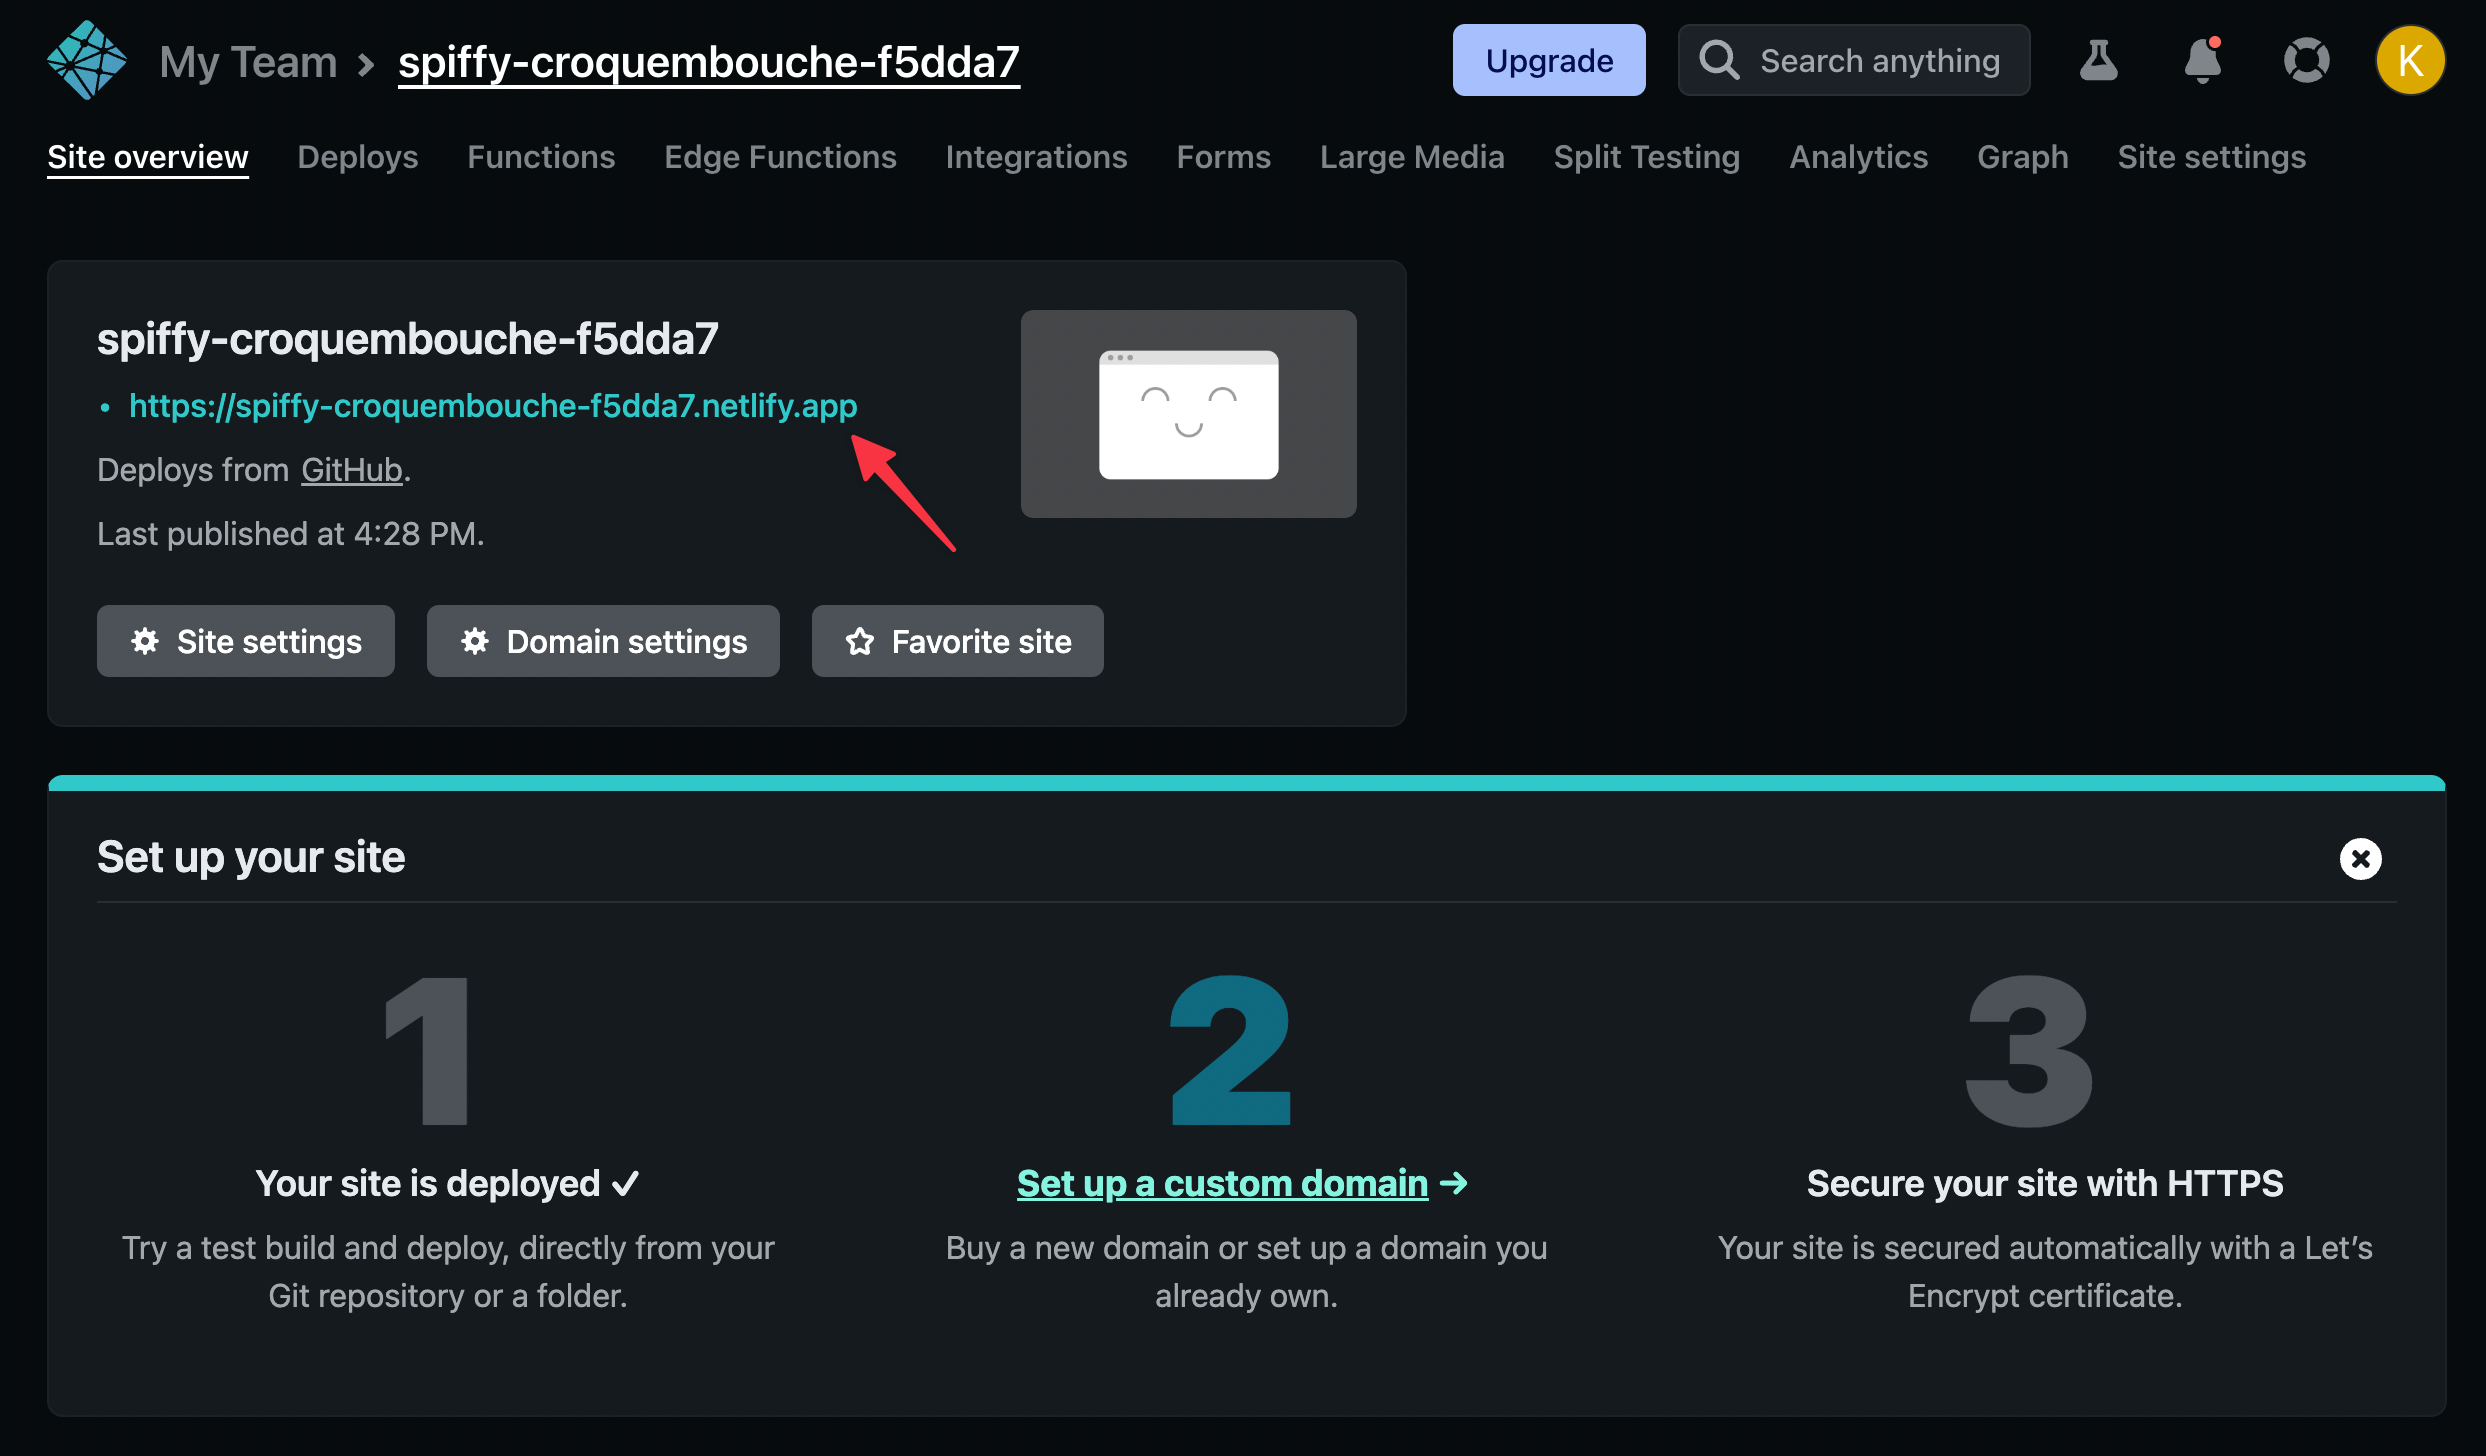 My Team > spiffy-croquembouche-f5dda7
Upgrade
Search anything
K
Site overview Deploys Functions Edge Functions Integrations Forms Large Media Split Testing Analytics Graph Site settings
spiffy-croquembouche-f5dda7
• https://spiffy-croquembouche-f5dda7.netlify.app
Deploys from GitHub.
Last published at 4:28 PM.
Site settings
Domain settings
Favorite site
Set up your site
1
Your site is deployed ✓
Try a test build and deploy, directly from your
Git repository or a folder.
2
Set up a custom domain →
Buy a new domain or set up a domain you
already own.
3
Secure your site with HTTPS
Your site is secured automatically with a Let’s
Encrypt certificate.